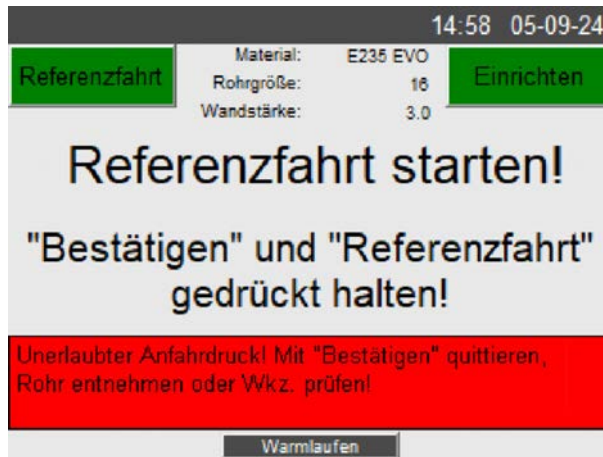 14:58 05-09-24
Referenzfahrt
Material: E235 EVO
Rohrgröße: 16
Wandstärke: 3.0
Einrichten
Referenzfahrt starten!
"Bestätigen" und "Referenzfahrt"
gedrückt halten!
Unerlaubter Anfahrdruck! Mit "Bestätigen" quittieren,
Rohr entnehmen oder Wkz. prüfen!
Warmlaufen